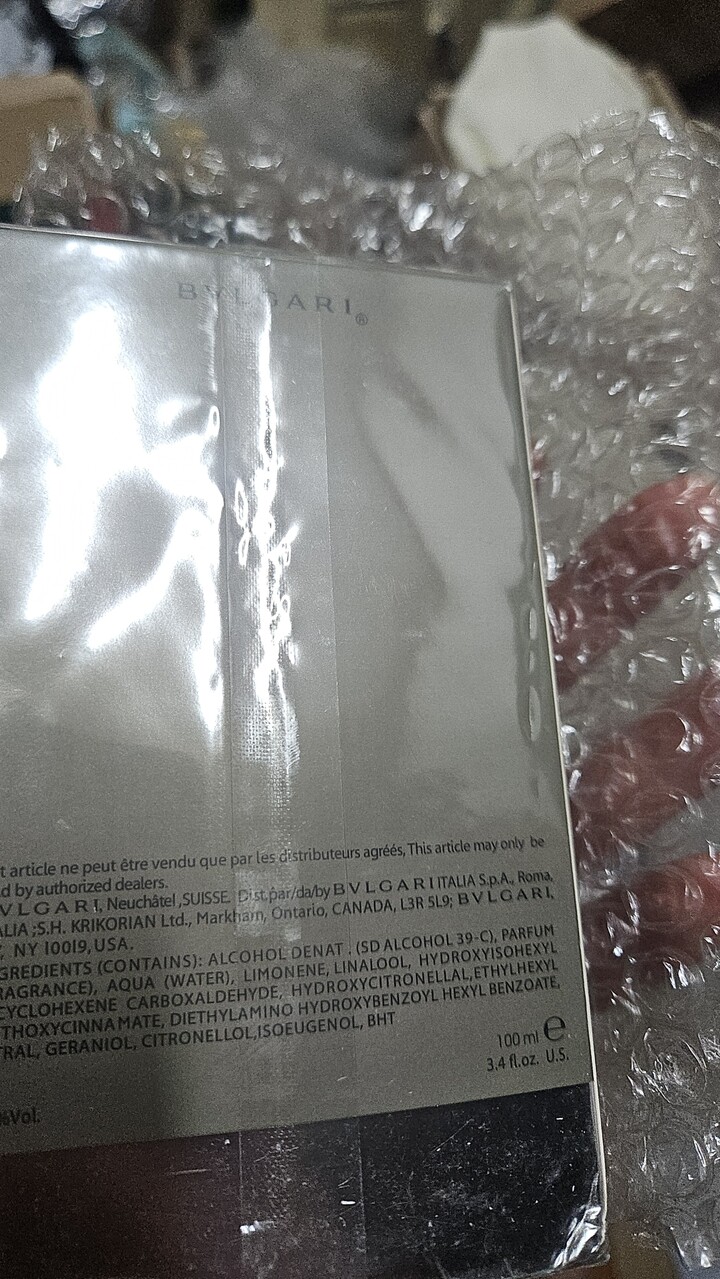 BVLGARI®
t article ne peut être vendu que par les distributeurs agréés, This article may only be
d by authorized dealers.
VLGARI, Neuchâtel ,SUISSE. Dist.par/da/by BVLGARI ITALIA S.p.A., Roma,
ALIA ;S.H. KRIKORIAN Ltd., Markham, Ontario, CANADA, L3R 5L9; BVLGARI,
, NY 10019, USA.
GREDIENTS (CONTAINS): ALCOHOL DENAT . (SD ALCOHOL 39-C), PARFUM
RAGRANCE), AQUA (WATER), LIMONENE, LINALOOL, HYDROXYISOHEXYL
CYCLOHEXENE CARBOXALDEHYDE, HYDROXYCITRONELLAL,ETHYLHEXYL
THOXYCINNAMATE, DIETHYLAMINO HYDROXYBENZOYL HEXYL BENZOATE,
TRAL, GERANIOL, CITRONELLOL,ISOEUGENOL, BHT
100 ml ℮
3.4 fl.oz. U.S.
%Vol.